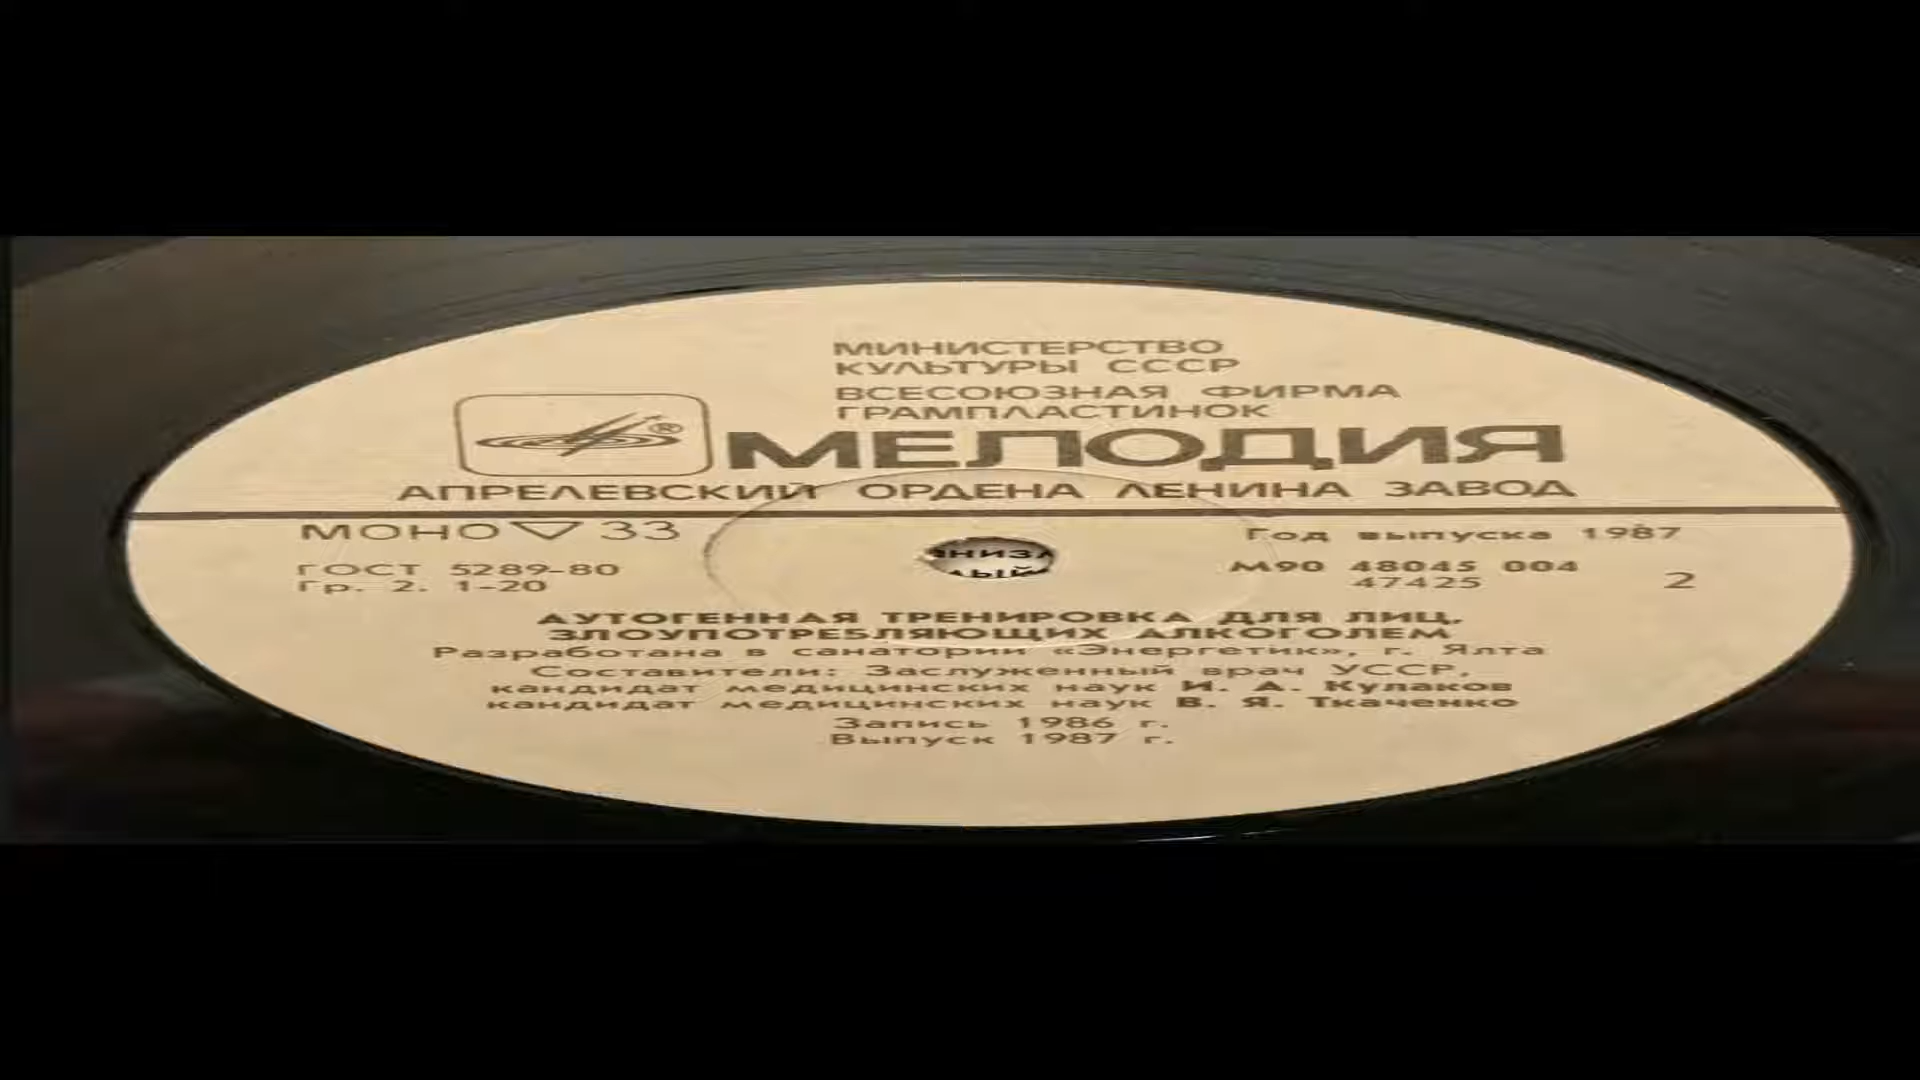 МИНИСТЕРСТВО
КУЛЬТУРЫ СССР
ВСЕСОЮЗНАЯ ФИРМА
ГРАМПЛАСТИНОК
®
МЕЛОДИЯ
АПРЕЛЕВСКИЙ ОРДЕНА ЛЕНИНА ЗАВОД
МОНО ▽ 33
Год выпуска 1987
ГОСТ 5289-80
М90 48045 004
Гр. 2. 1-20
47425
2
АУТОГЕННАЯ ТРЕНИРОВКА ДЛЯ ЛИЦ,
ЗЛОУПОТРЕБЛЯЮЩИХ АЛКОГОЛЕМ
Разработана в санатории «Энергетик», г. Ялта
Составители: Заслуженный врач УССР,
кандидат медицинских наук И. А. Кулаков
кандидат медицинских наук В. Я. Ткаченко
Запись 1986 г.
Выпуск 1987 г.